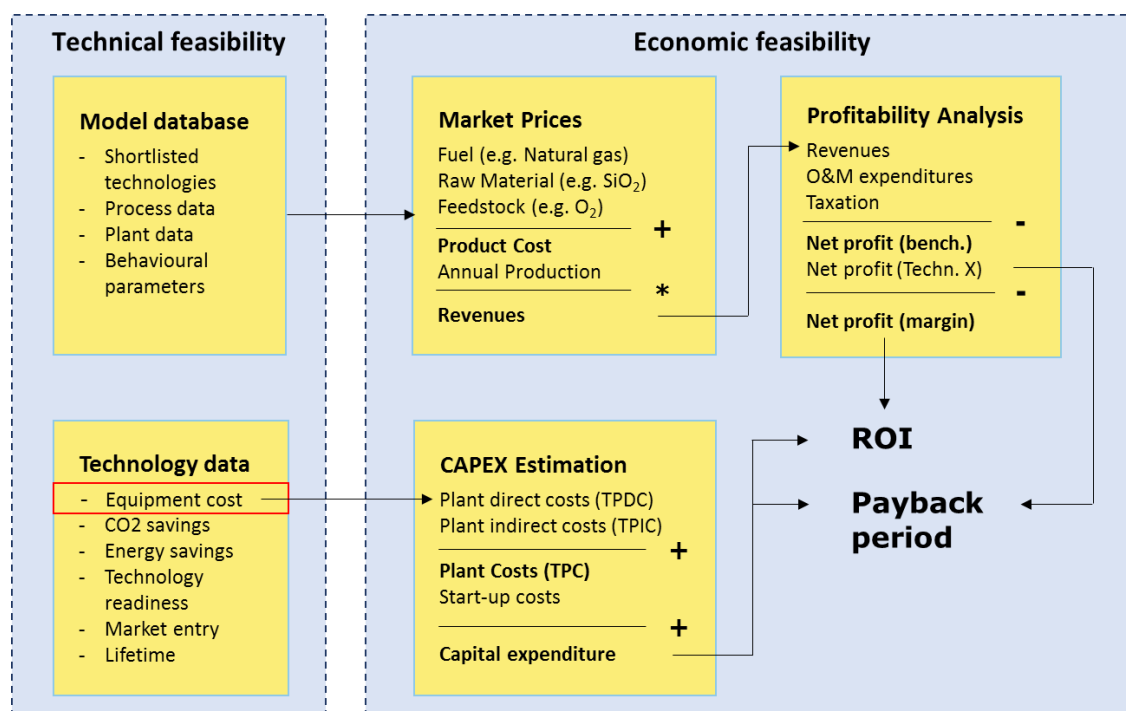 Technical feasibility
Model database
- Shortlisted
technologies
- Process data
- Plant data
- Behavioural
parameters
Technology data
- Equipment cost
- CO2 savings
- Energy savings
- Technology
readiness
- Market entry
- Lifetime
Economic feasibility
Market Prices
Fuel (e.g. Natural gas)
Raw Material (e.g. SiO₂)
Feedstock (e.g. O₂)
+
Product Cost
Annual Production
*
Revenues
Profitability Analysis
Revenues
O&M expenditures
Taxation
-
Net profit (bench.)
Net profit (Techn. X)
-
Net profit (margin)
CAPEX Estimation
Plant direct costs (TPDC)
Plant indirect costs (TPIC)
+
Plant Costs (TPC)
Start-up costs
+
Capital expenditure
ROI
Payback
period